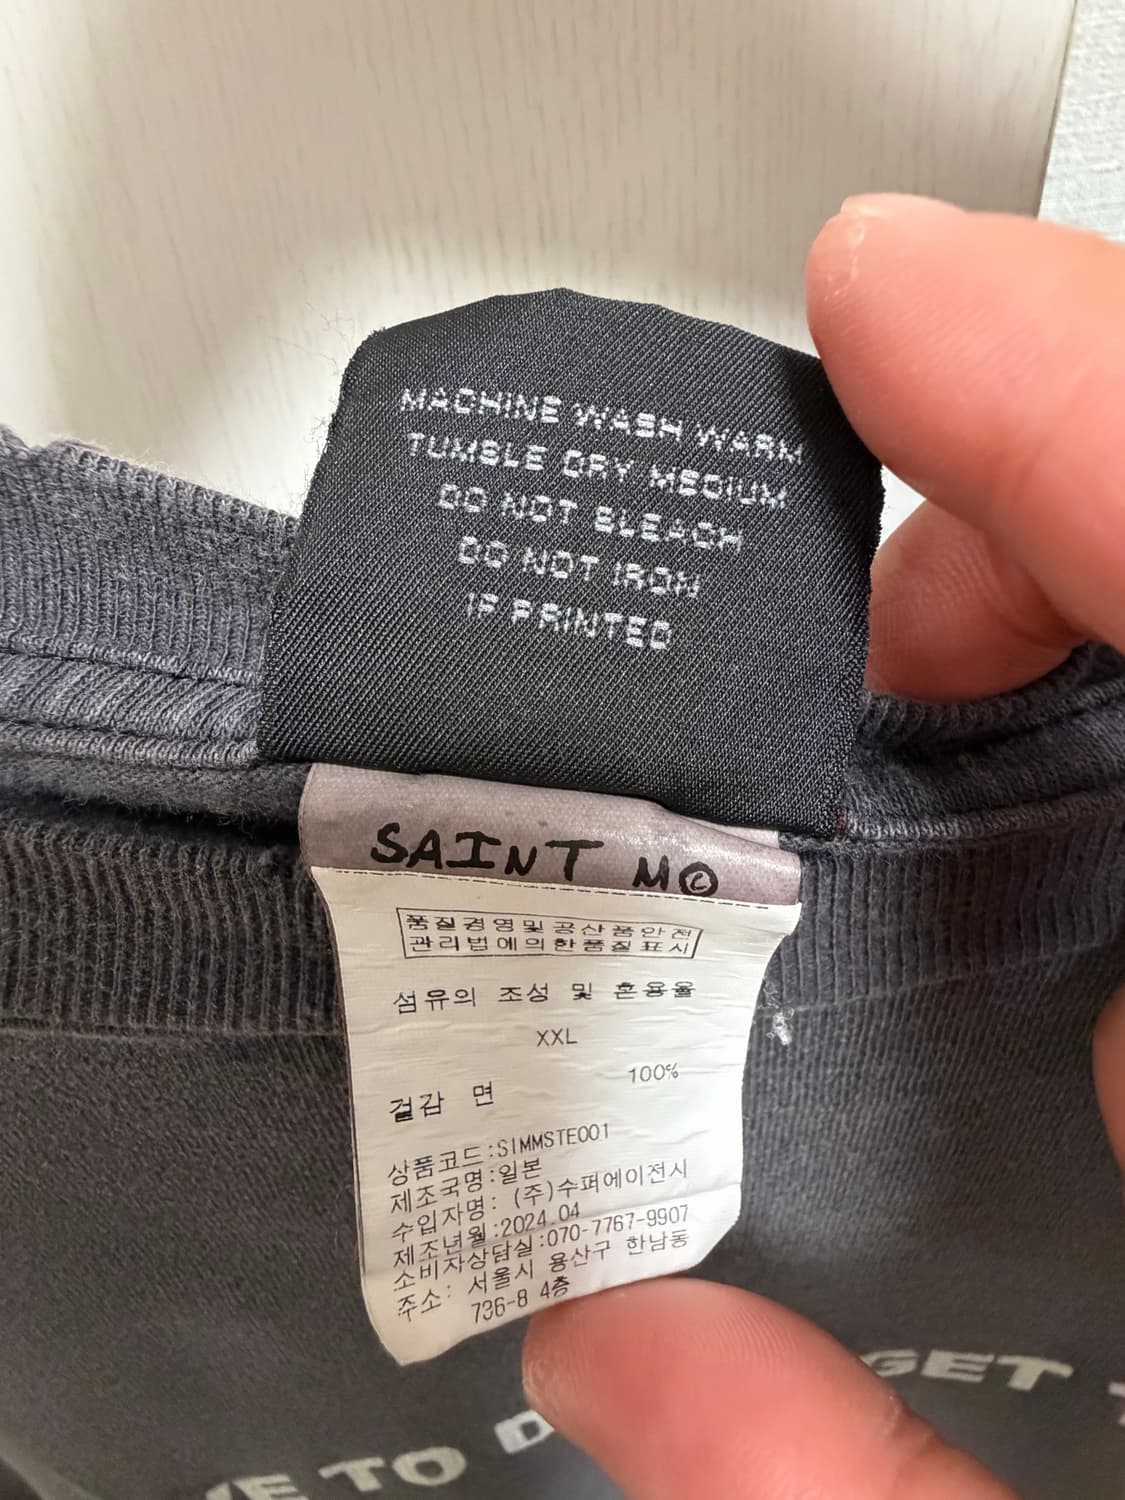 MACHINE WASH WARM
TUMBLE DRY MEDIUM
DO NOT BLEACH
DO NOT IRON
IF PRINTED
SAINT M©
품질경영및공산품안전
관리법에의한품질표시
섬유의 조성 및 혼용율
XXL
100%
겉감 면
상품코드:SIMMSTE001
제조국명:일본
수입자명: (주)수퍼에이전시
제조년월:2024.04
소비자상담실:070-7767-9907
주소: 서울시 용산구 한남동
736-8 4층
GET
TO